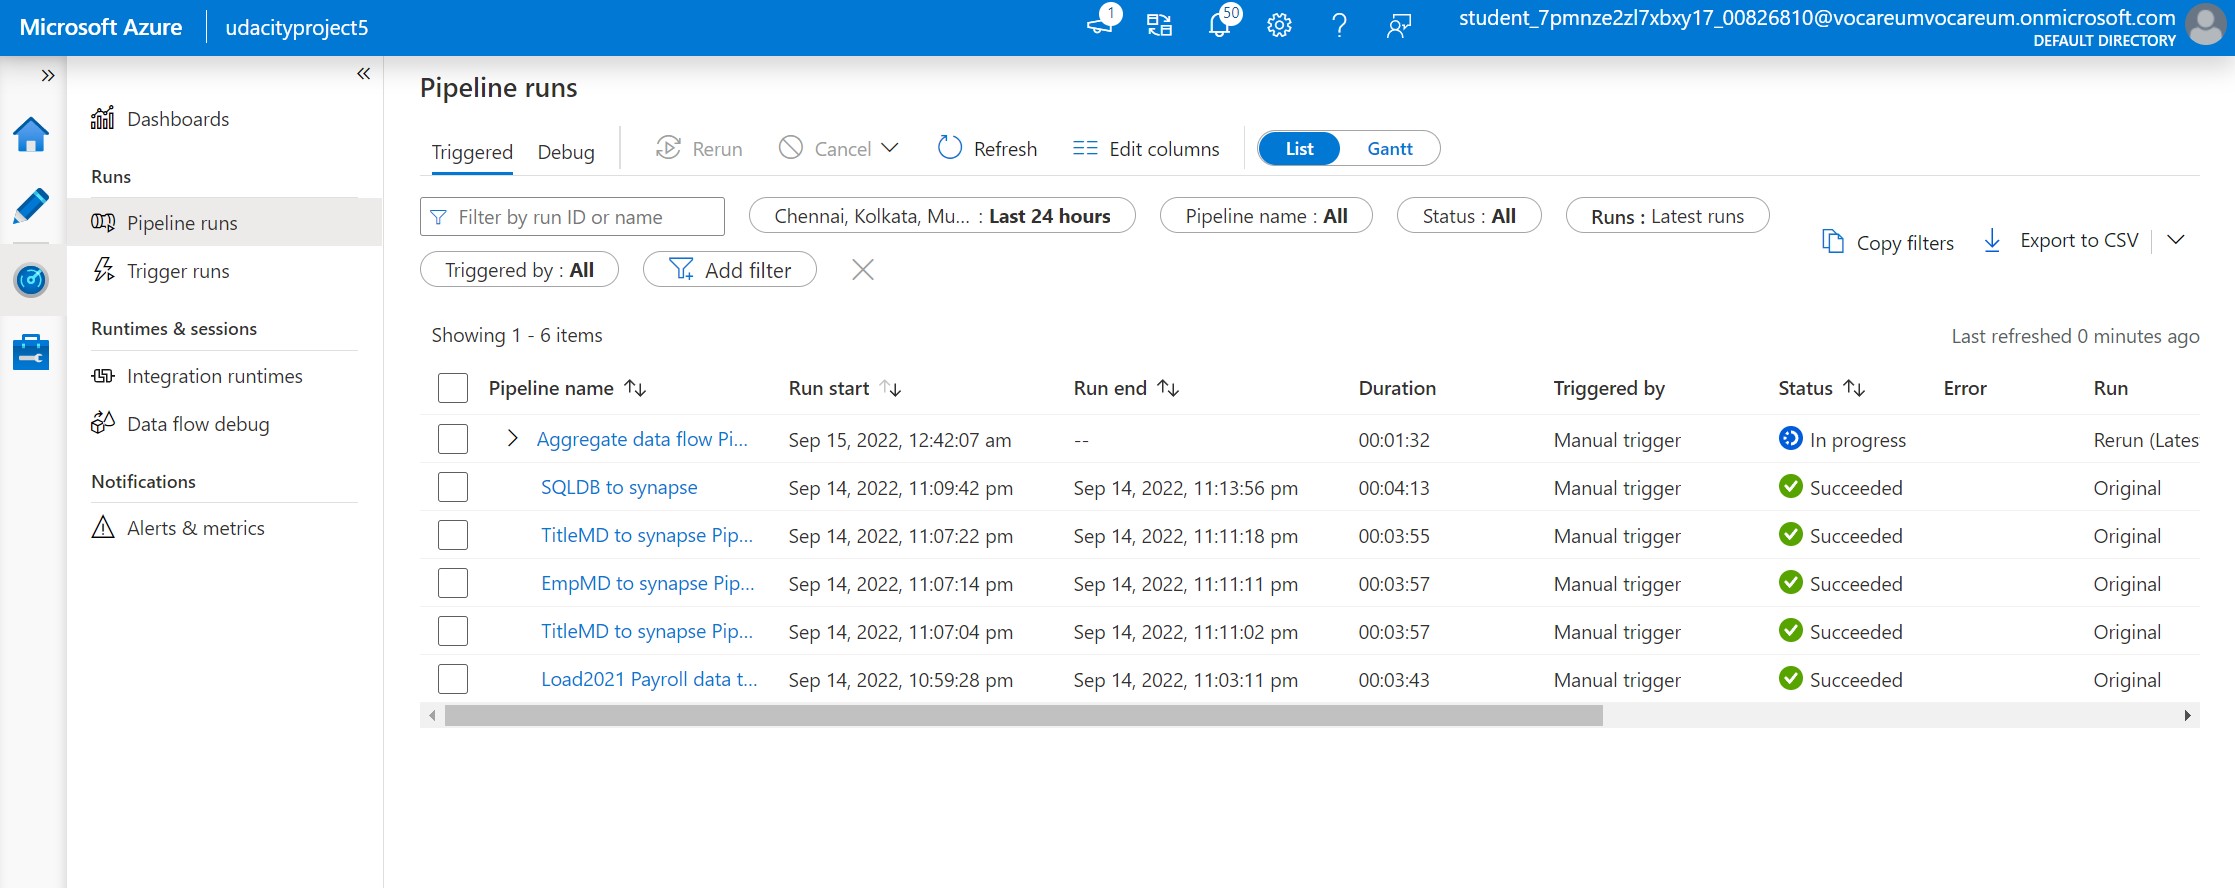 Microsoft Azure udacityproject5 1 50 student_7pmnze2zl7xbxy17_00826810@vocareumvocareum.onmicrosoft.com
DEFAULT DIRECTORY
Dashboards
Runs
Pipeline runs
Trigger runs
Runtimes & sessions
Integration runtimes
Data flow debug
Notifications
Alerts & metrics
Pipeline runs
Triggered Debug Rerun Cancel Refresh Edit columns List Gantt
Filter by run ID or name Chennai, Kolkata, Mu... : Last 24 hours Pipeline name : All Status : All Runs : Latest runs
Triggered by : All Add filter Copy filters Export to CSV
Showing 1 - 6 items Last refreshed 0 minutes ago
Pipeline name Run start Run end Duration Triggered by Status Error Run
Aggregate data flow Pi... Sep 15, 2022, 12:42:07 am -- 00:01:32 Manual trigger In progress Rerun (Lates
SQLDB to synapse Sep 14, 2022, 11:09:42 pm Sep 14, 2022, 11:13:56 pm 00:04:13 Manual trigger Succeeded Original
TitleMD to synapse Pip... Sep 14, 2022, 11:07:22 pm Sep 14, 2022, 11:11:18 pm 00:03:55 Manual trigger Succeeded Original
EmpMD to synapse Pip... Sep 14, 2022, 11:07:14 pm Sep 14, 2022, 11:11:11 pm 00:03:57 Manual trigger Succeeded Original
TitleMD to synapse Pip... Sep 14, 2022, 11:07:04 pm Sep 14, 2022, 11:11:02 pm 00:03:57 Manual trigger Succeeded Original
Load2021 Payroll data t... Sep 14, 2022, 10:59:28 pm Sep 14, 2022, 11:03:11 pm 00:03:43 Manual trigger Succeeded Original